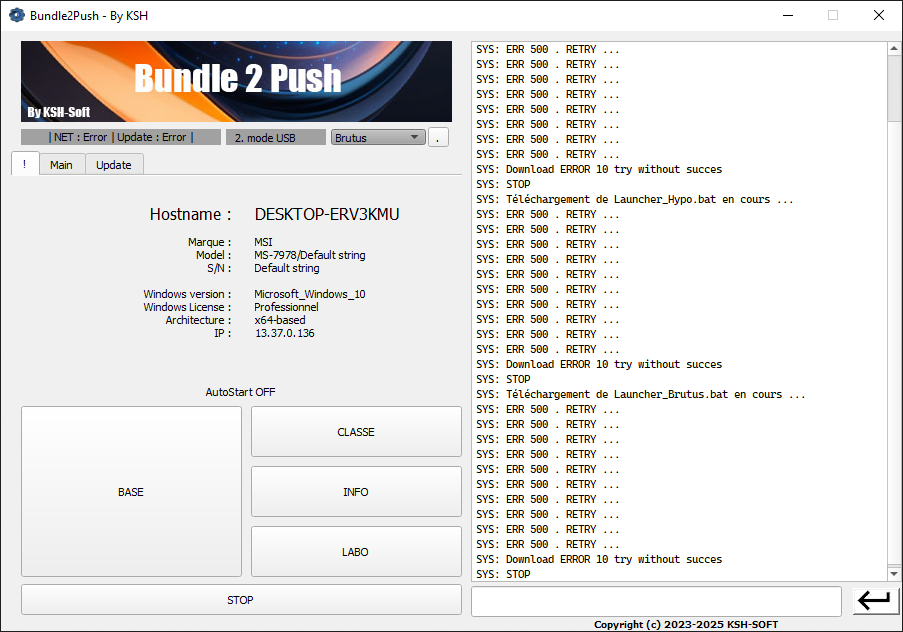 Bundle2Push - By KSH
Bundle 2 Push
By KSH-Soft
| NET : Error | Update : Error |
2. mode USB
Brutus
.
!
Main
Update
Hostname : DESKTOP-ERV3KMU
Marque : MSI
Model : MS-7978/Default string
S/N : Default string
Windows version : Microsoft_Windows_10
Windows License : Professionnel
Architecture : x64-based
IP : 13.37.0.136
AutoStart OFF
BASE
CLASSE
INFO
LABO
STOP
SYS: ERR 500 . RETRY ...
SYS: ERR 500 . RETRY ...
SYS: ERR 500 . RETRY ...
SYS: ERR 500 . RETRY ...
SYS: ERR 500 . RETRY ...
SYS: ERR 500 . RETRY ...
SYS: ERR 500 . RETRY ...
SYS: ERR 500 . RETRY ...
SYS: Download ERROR 10 try without succes
SYS: STOP
SYS: Téléchargement de Launcher_Hypo.bat en cours ...
SYS: ERR 500 . RETRY ...
SYS: ERR 500 . RETRY ...
SYS: ERR 500 . RETRY ...
SYS: ERR 500 . RETRY ...
SYS: ERR 500 . RETRY ...
SYS: ERR 500 . RETRY ...
SYS: ERR 500 . RETRY ...
SYS: ERR 500 . RETRY ...
SYS: ERR 500 . RETRY ...
SYS: ERR 500 . RETRY ...
SYS: Download ERROR 10 try without succes
SYS: STOP
SYS: Téléchargement de Launcher_Brutus.bat en cours ...
SYS: ERR 500 . RETRY ...
SYS: ERR 500 . RETRY ...
SYS: ERR 500 . RETRY ...
SYS: ERR 500 . RETRY ...
SYS: ERR 500 . RETRY ...
SYS: ERR 500 . RETRY ...
SYS: ERR 500 . RETRY ...
SYS: ERR 500 . RETRY ...
SYS: ERR 500 . RETRY ...
SYS: ERR 500 . RETRY ...
SYS: Download ERROR 10 try without succes
SYS: STOP
Copyright (c) 2023-2025 KSH-SOFT